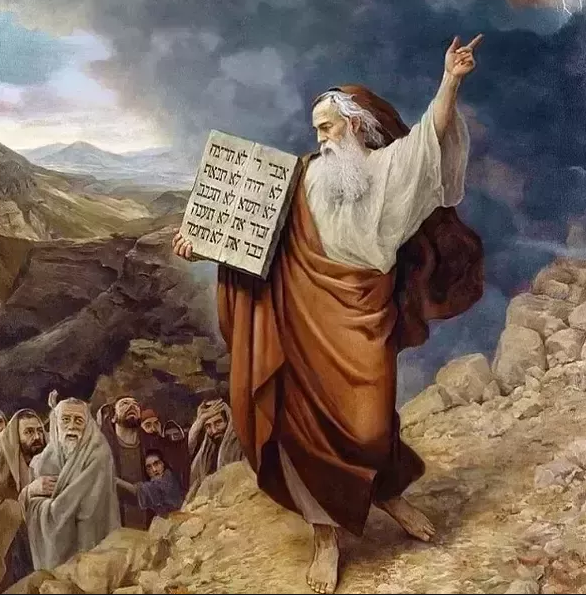 אנכי ד' לא תרצח
לא יהיה לא תנאף
לא תשא לא תגנב
זכור את לא תענה
כבד את לא תחמד